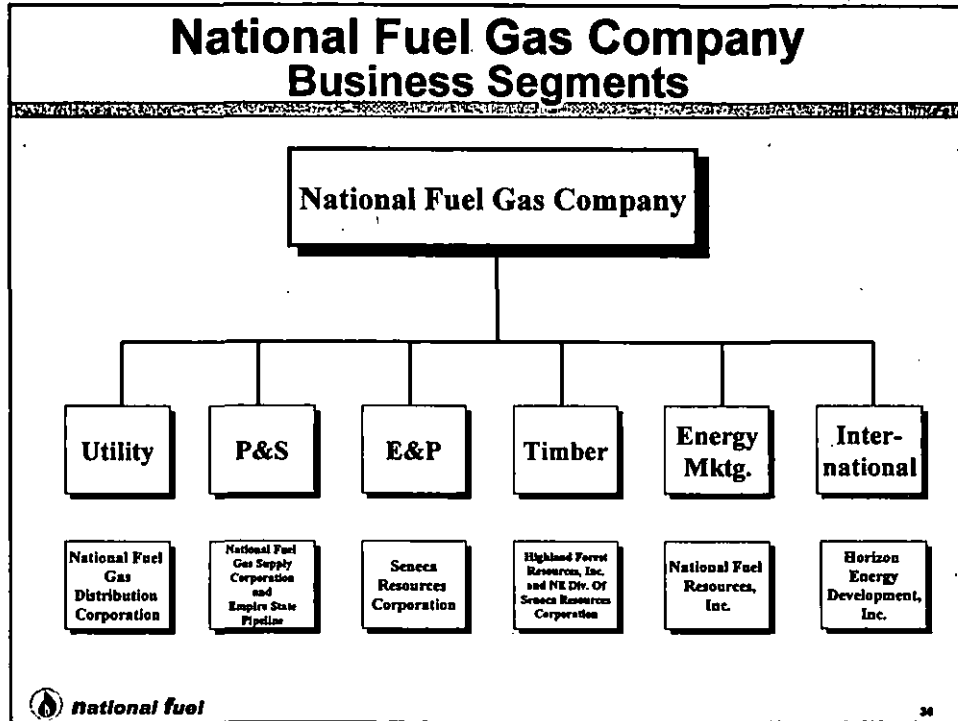 National Fuel Gas Company
Business Segments
National Fuel Gas Company
Utility
P&S
E&P
Timber
Energy
Mktg.
Inter-
national
National Fuel
Gas
Distribution
Corporation
National Fuel
Gas Supply
Corporation
and
Empire State
Pipeline
Seneca
Resources
Corporation
Highland Forest
Resources, Inc.
and NE Div. Of
Seneca Resources
Corporation
National Fuel
Resources,
Inc.
Horizon
Energy
Development,
Inc.
national fuel